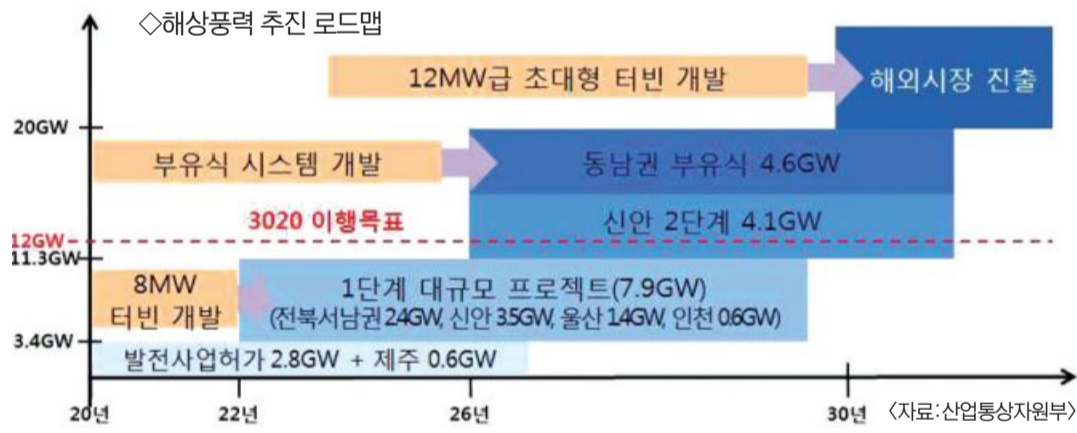 ◇해상풍력 추진 로드맵
12MW급 초대형 터빈 개발
해외시장 진출
20GW
부유식 시스템 개발
동남권 부유식 4.6GW
3020 이행목표
신안 2단계 4.1GW
12GW
11.3GW
8MW
터빈 개발
1단계 대규모 프로젝트(7.9GW)
(전북서남권 2.4GW, 신안 3.5GW, 울산 1.4GW, 인천 0.6GW)
3.4GW
발전사업허가 2.8GW + 제주 0.6GW
20년
22년
26년
30년
〈자료:산업통상자원부〉